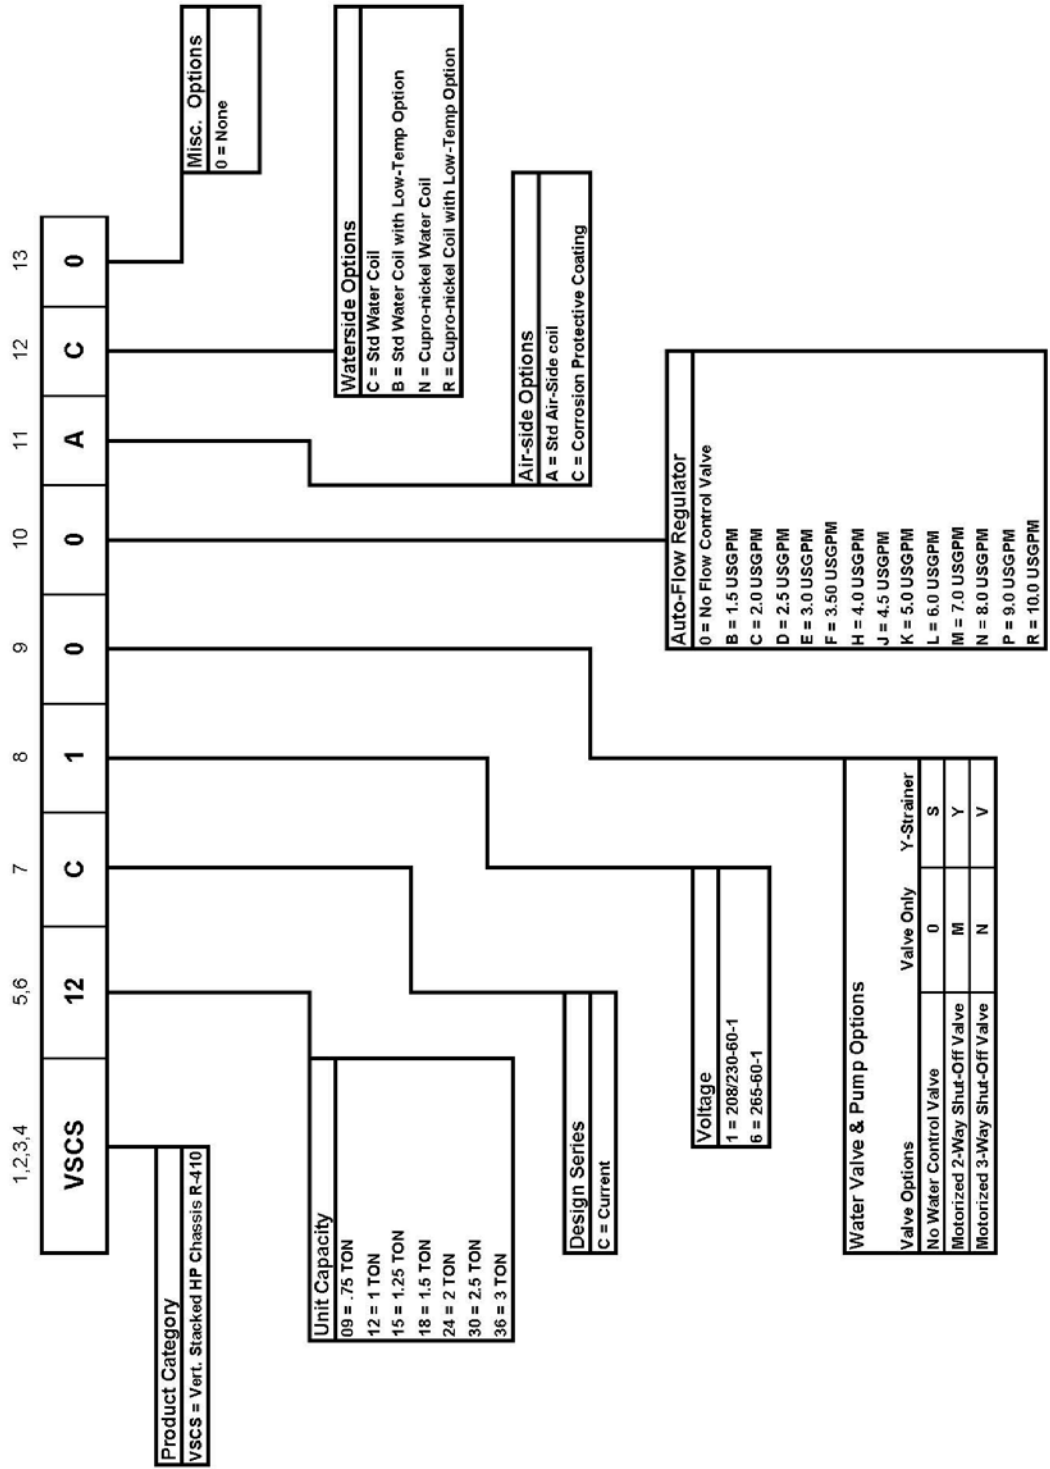 1,2,3,4 5,6 7 8 9 10 11 12 13
VSCS 12 C 1 0 0 A C 0
Product Category
VSCS = Vert. Stacked HP Chassis R-410
Unit Capacity
09 = .75 TON
12 = 1 TON
15 = 1.25 TON
18 = 1.5 TON
24 = 2 TON
30 = 2.5 TON
36 = 3 TON
Design Series
C = Current
Voltage
1 = 208/230-60-1
6 = 265-60-1
Water Valve & Pump Options
Valve Options Valve Only Y-Strainer
No Water Control Valve 0 S
Motorized 2-Way Shut-Off Valve M Y
Motorized 3-Way Shut-Off Valve N V
Auto-Flow Regulator
0 = No Flow Control Valve
B = 1.5 USGPM
C = 2.0 USGPM
D = 2.5 USGPM
E = 3.0 USGPM
F = 3.50 USGPM
H = 4.0 USGPM
J = 4.5 USGPM
K = 5.0 USGPM
L = 6.0 USGPM
M = 7.0 USGPM
N = 8.0 USGPM
P = 9.0 USGPM
R = 10.0 USGPM
Air-side Options
A = Std Air-Side coil
C = Corrosion Protective Coating
Waterside Options
C = Std Water Coil
B = Std Water Coil with Low-Temp Option
N = Cupro-nickel Water Coil
R = Cupro-nickel Coil with Low-Temp Option
Misc. Options
0 = None